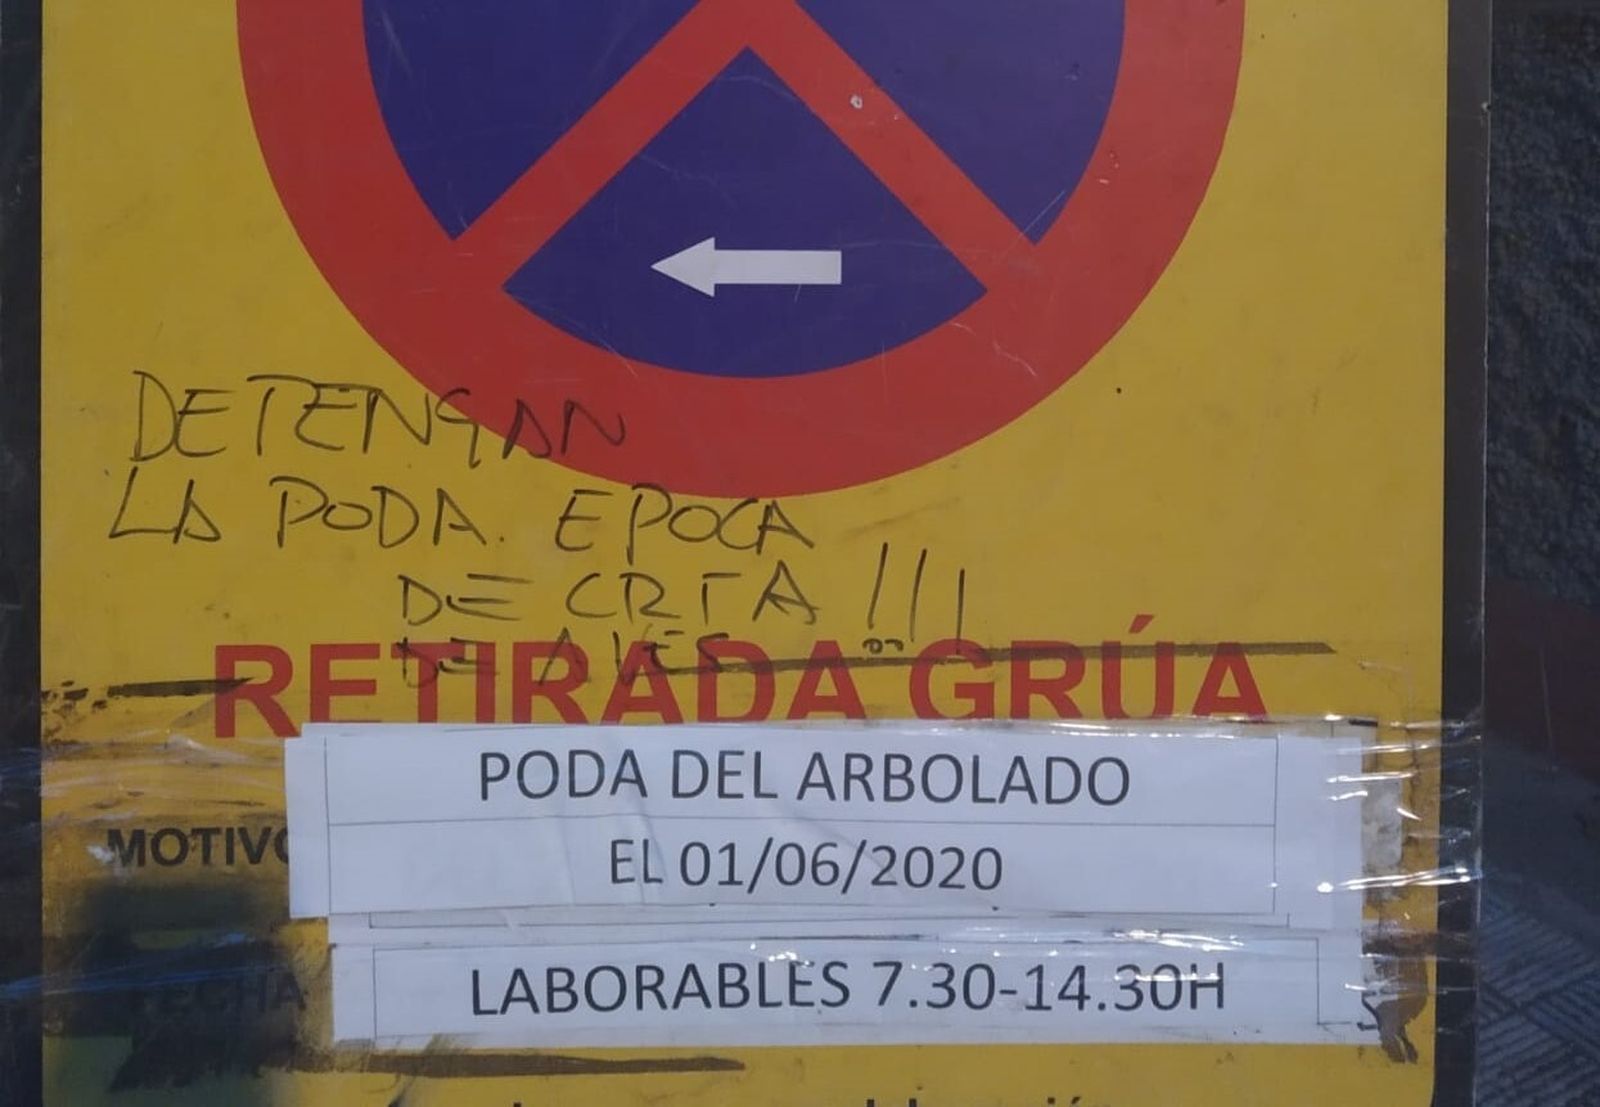 DETENGAN
LA PODA. EPOCA
DE CRIA !!!
DE AVES
RETIRADA GRÚA
PODA DEL ARBOLADO
MOTIVO
EL 01/06/2020
FECHA
LABORABLES 7.30-14.30H